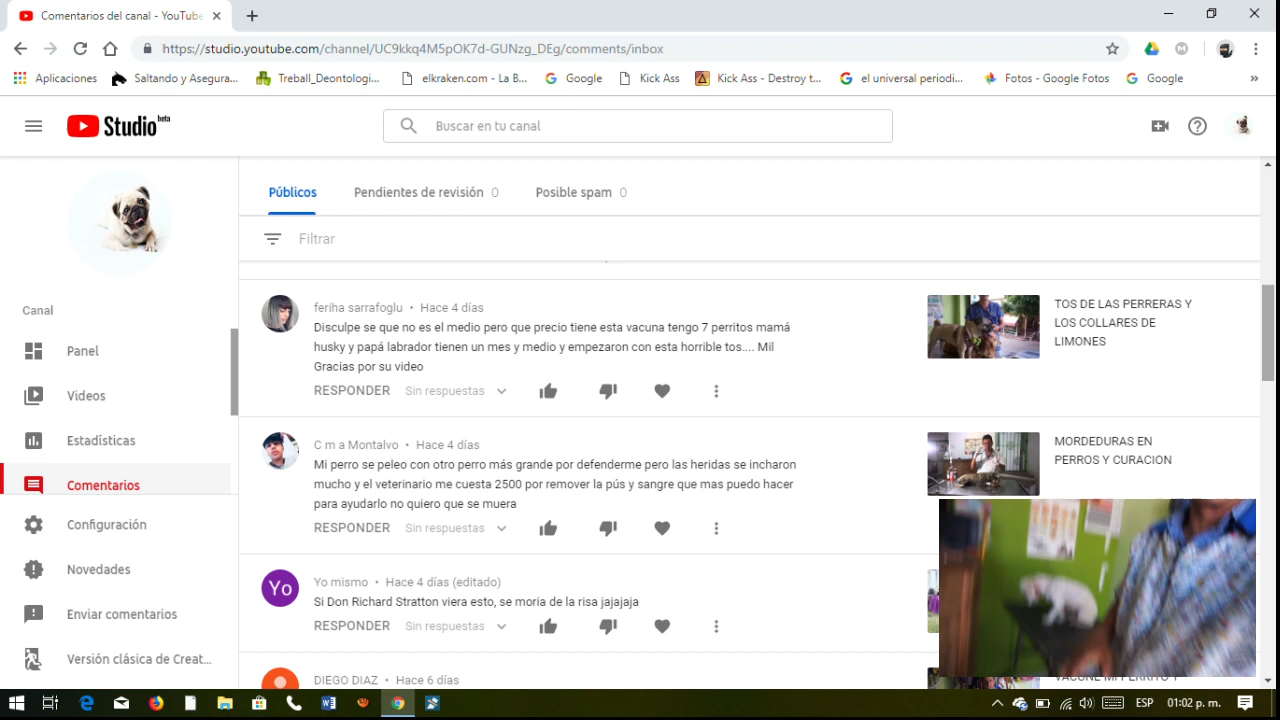 Comentarios del canal - YouTube
https://studio.youtube.com/channel/UC9kkq4M5pOK7d-GUNzg_DEg/comments/inbox
Aplicaciones
Saltando y Asegura...
Treball_Deontologi...
elkraken.com - La B...
Google
Kick Ass
Kick Ass - Destroy t...
el universal periodi...
Fotos - Google Fotos
Google
»
Studio beta
Buscar en tu canal
Públicos
Pendientes de revisión 0
Posible spam 0
Filtrar
Canal
Panel
Videos
Estadísticas
Comentarios
Configuración
Novedades
Enviar comentarios
Versión clásica de Creat...
feriha sarrafoglu • Hace 4 días
Disculpe se que no es el medio pero que precio tiene esta vacuna tengo 7 perritos mamá
husky y papá labrador tienen un mes y medio y empezaron con esta horrible tos.... Mil
Gracias por su video
RESPONDER Sin respuestas
TOS DE LAS PERRERAS Y
LOS COLLARES DE
LIMONES
C m a Montalvo • Hace 4 días
Mi perro se peleo con otro perro más grande por defenderme pero las heridas se incharon
mucho y el veterinario me cuesta 2500 por remover la pús y sangre que mas puedo hacer
para ayudarlo no quiero que se muera
RESPONDER Sin respuestas
MORDEDURAS EN
PERROS Y CURACION
Yo
Yo mismo • Hace 4 días (editado)
Si Don Richard Stratton viera esto, se moria de la risa jajajaja
RESPONDER Sin respuestas
DIEGO DIAZ • Hace 6 días
VACUNE MI PERRITO Y
ESP
01:02 p. m.